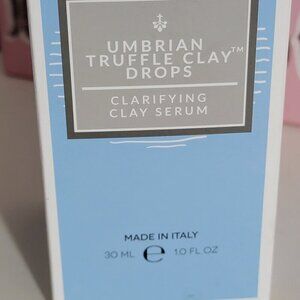 UMBRIAN
TRUFFLE CLAY™
DROPS
CLARIFYING
CLAY SERUM
MADE IN ITALY
30 ML e 1.0 FL OZ